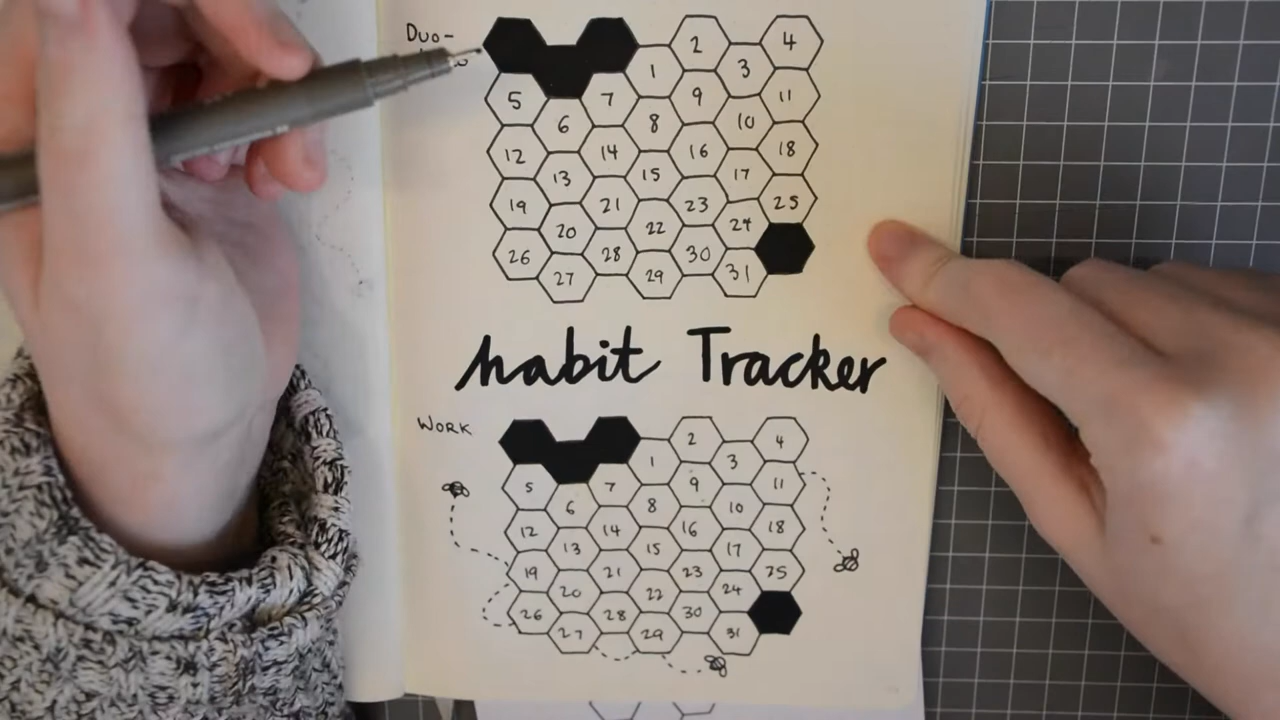 Duo-
2 4
1 3
5 7 9 11
6 8 10
12 14 16 18
13 15 17
19 21 23 25
20 22 24
26 28 30
27 29 31
habit Tracker
WORK
2 4
1 3
5 7 9 11
6 8 10
12 14 16 18
13 15 17
19 21 23 25
20 22 24
26 28 30
27 29 31